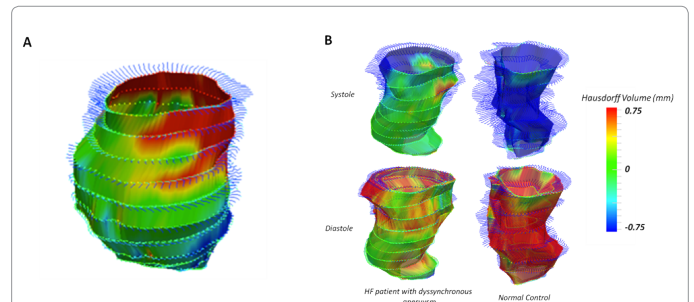 A
B
Systole
Hausdorff Volume (mm)
0.75
0
-0.75
Diastole
HF patient with dyssynchronous
Normal Control